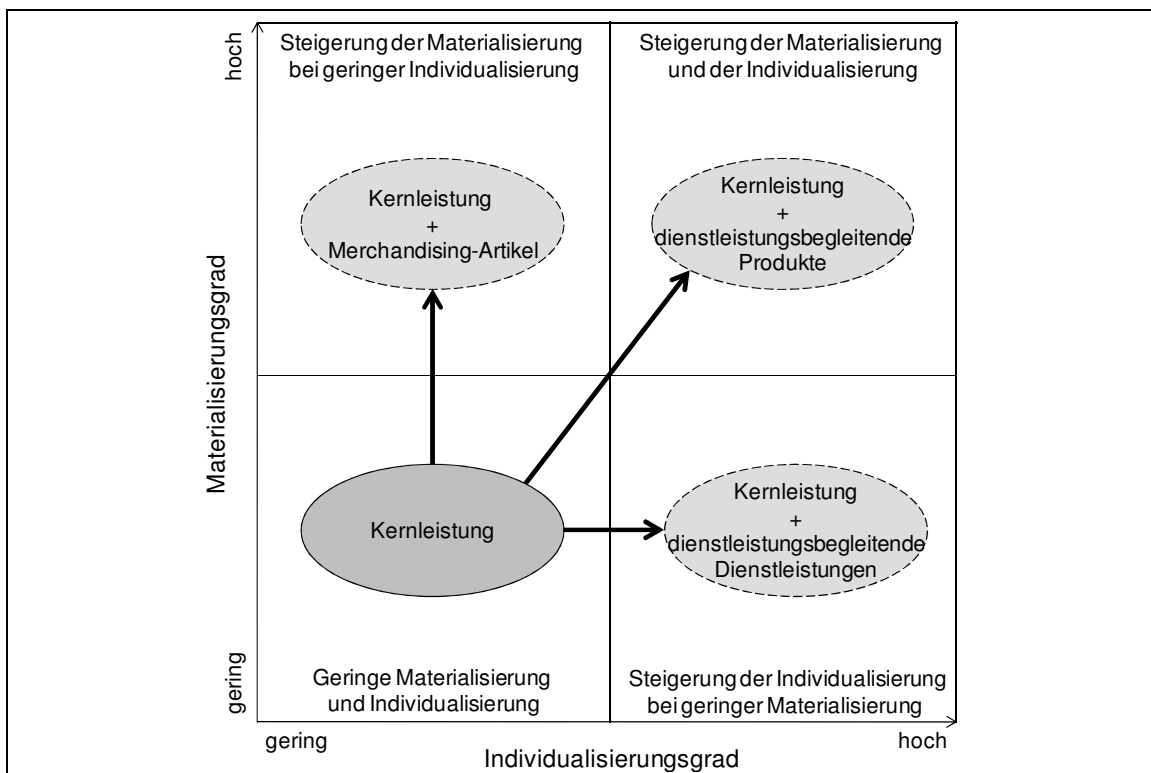 hoch
Steigerung der Materialisierung
bei geringer Individualisierung
Steigerung der Materialisierung
und der Individualisierung
Kernleistung
+
Merchandising-Artikel
Kernleistung
+
dienstleistungsbegleitende
Produkte
Materialisierungsgrad
Kernleistung
Kernleistung
+
dienstleistungsbegleitende
Dienstleistungen
gering
Geringe Materialisierung
und Individualisierung
Steigerung der Individualisierung
bei geringer Materialisierung
gering
Individualisierungsgrad
hoch